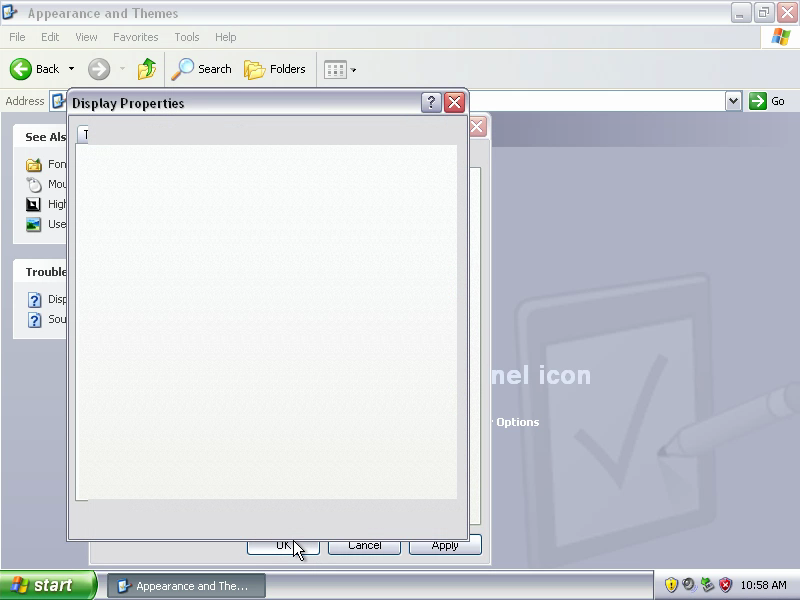 Appearance and Themes
File Edit View Favorites Tools Help
Back Search Folders
Address Go
Display Properties
?
T
See Als
Fon
Mou
High
Use
Trouble
? Disp
? Sou
nel icon
Options
OK Cancel Apply
start Appearance and The... 10:58 AM